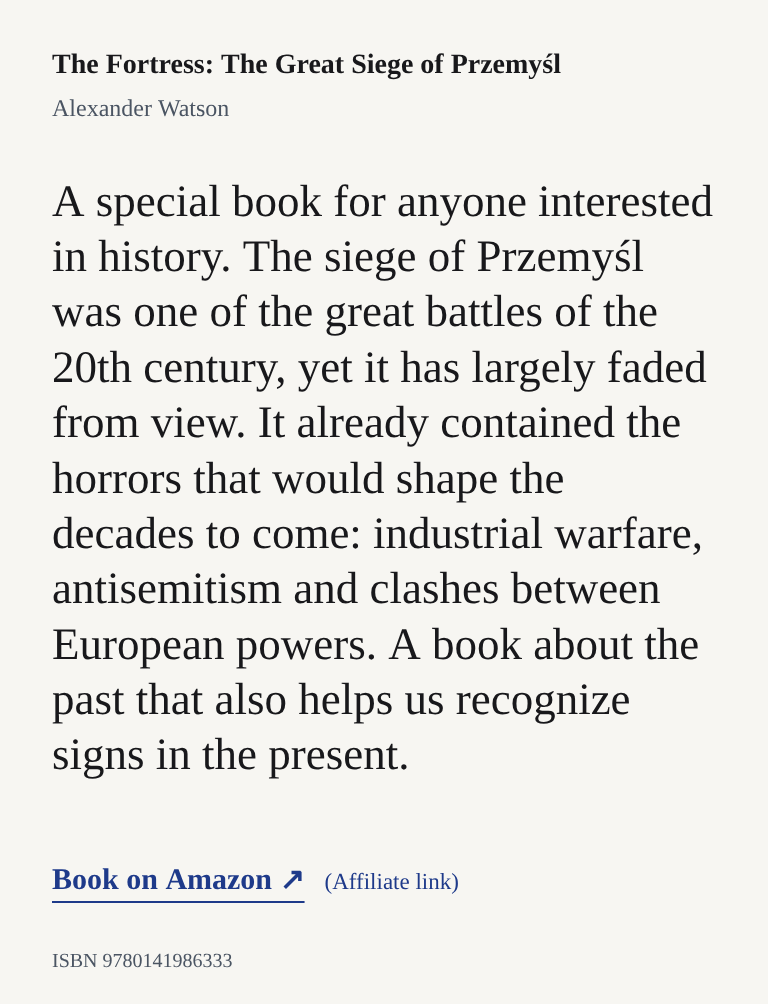 The Fortress: The Great Siege of Przemyśl
Alexander Watson
A special book for anyone interested
in history. The siege of Przemyśl
was one of the great battles of the
20th century, yet it has largely faded
from view. It already contained the
horrors that would shape the
decades to come: industrial warfare,
antisemitism and clashes between
European powers. A book about the
past that also helps us recognize
signs in the present.
Book on Amazon ↗ (Affiliate link)
ISBN 9780141986333